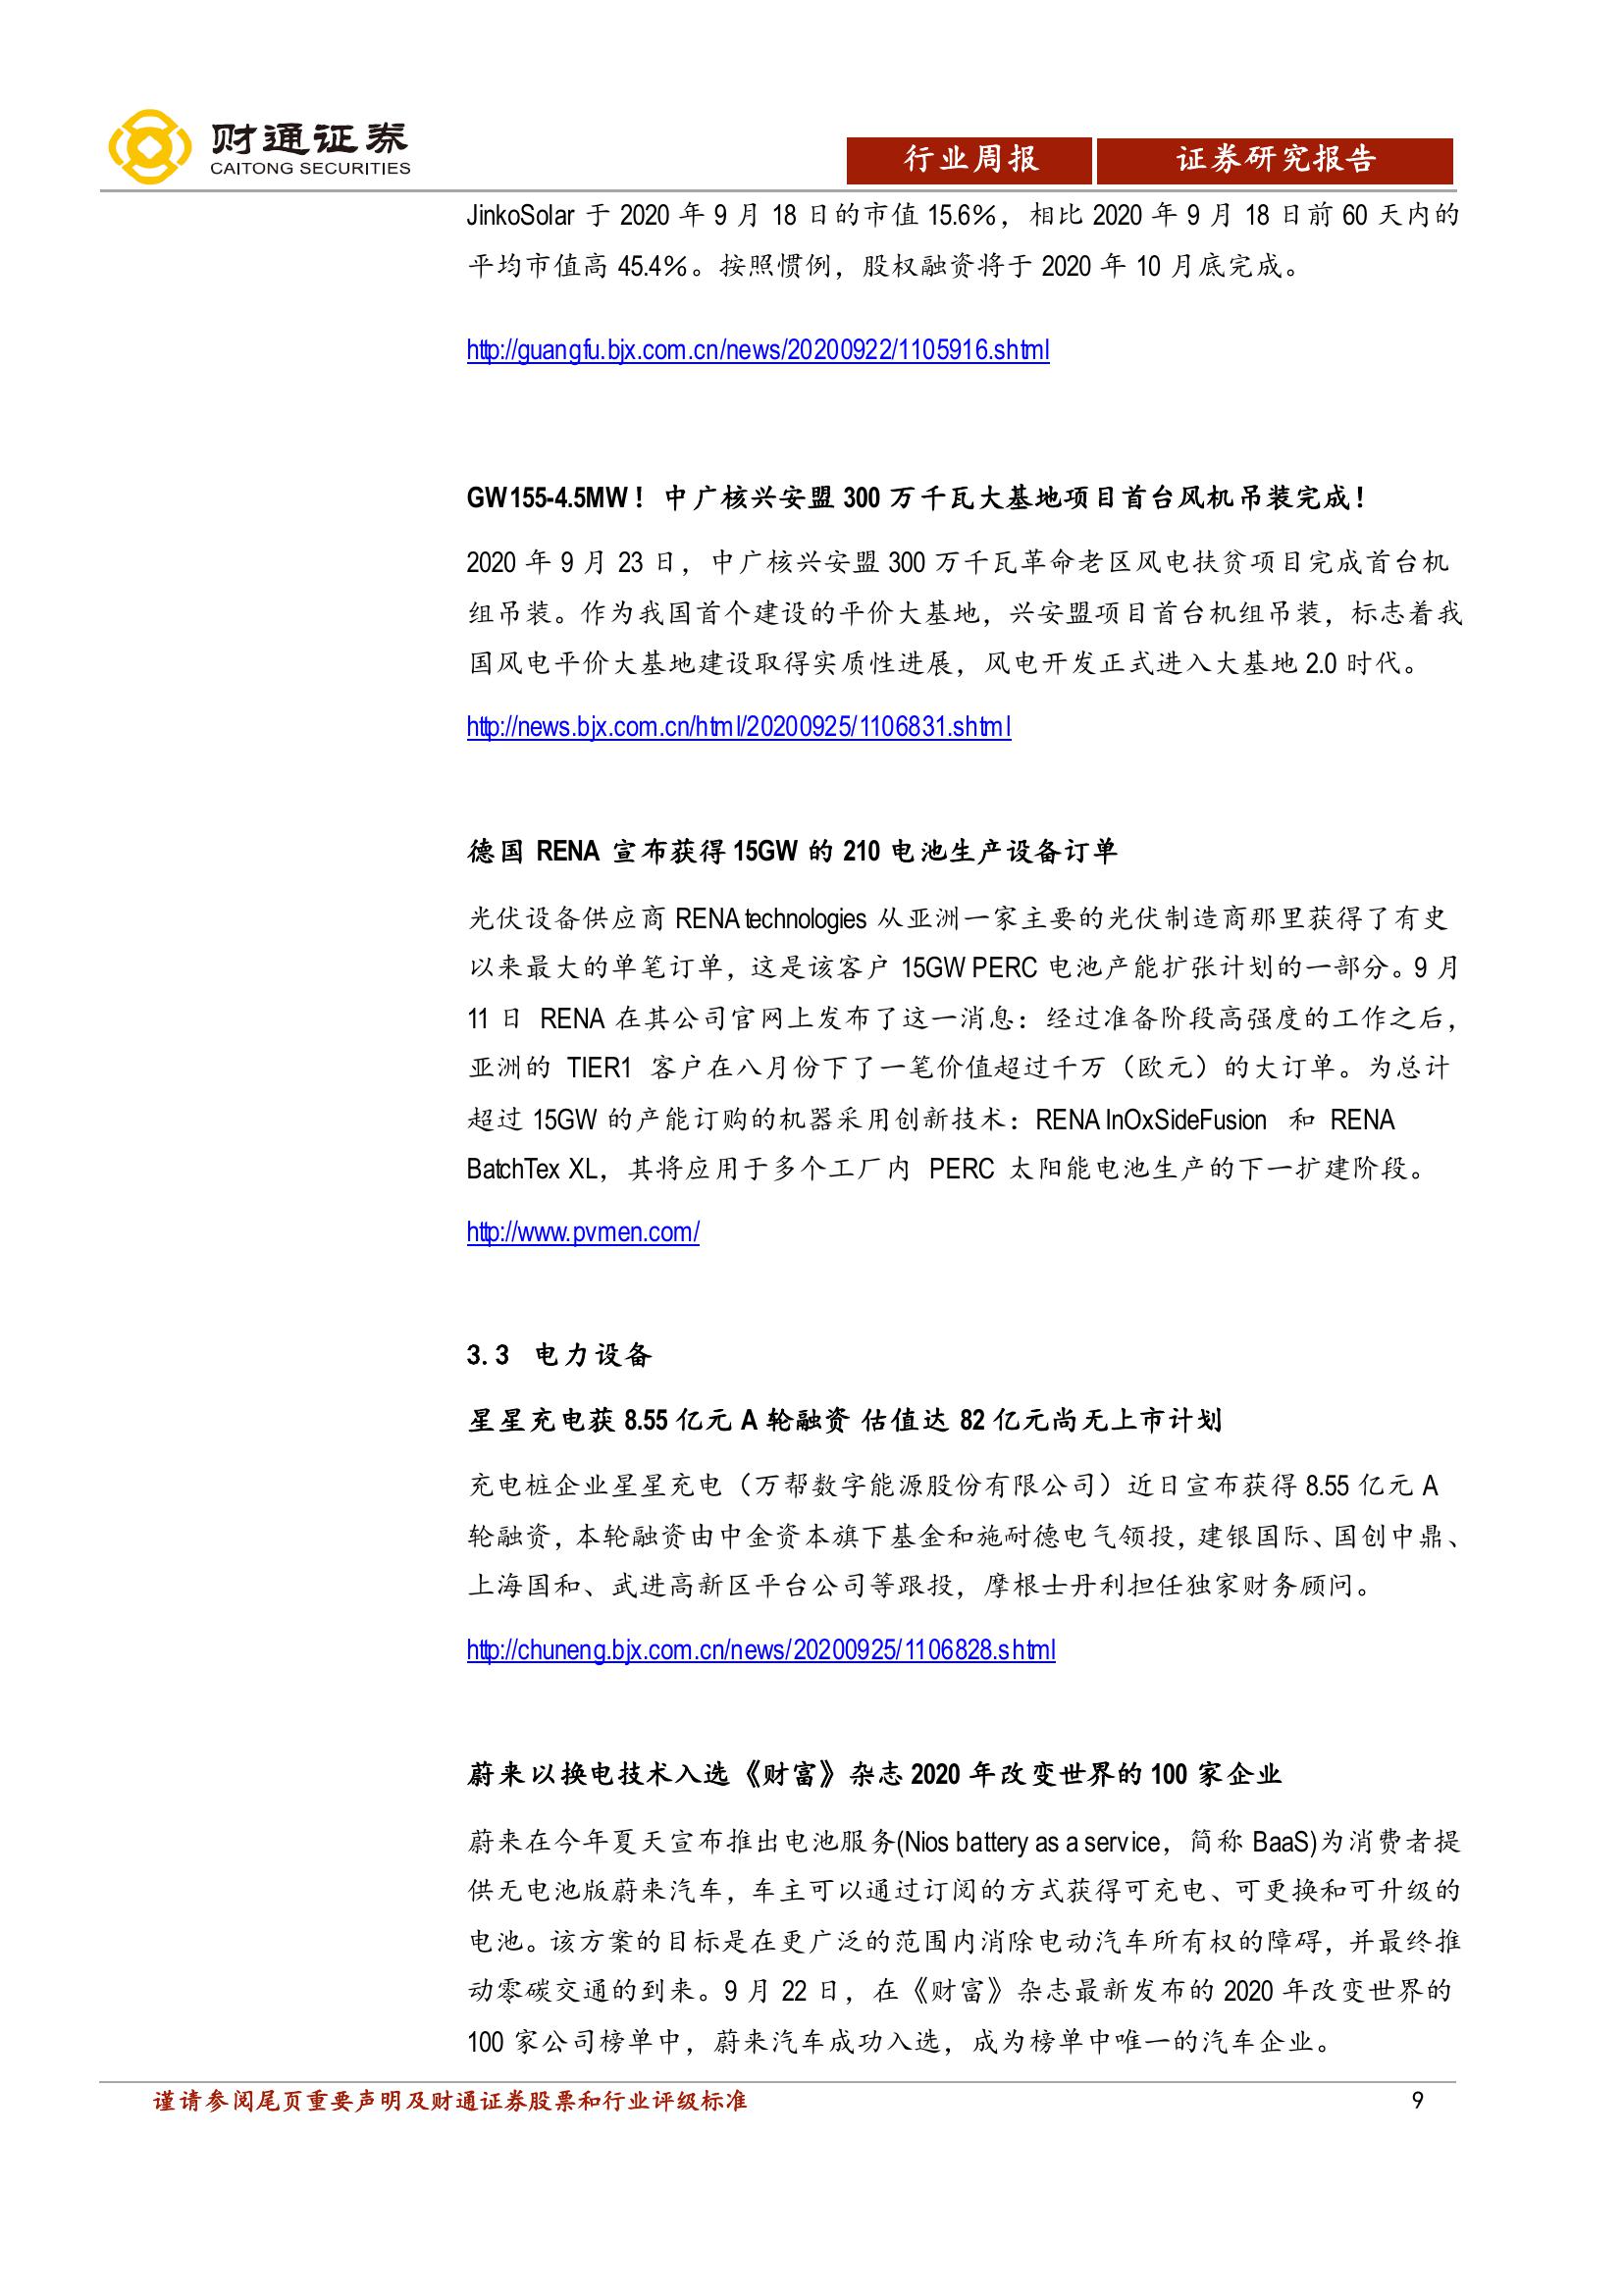 财通证券
CAITONG SECURITIES
行业周报
证券研究报告
JinkoSolar 于 2020 年 9 月 18 日的市值 15.6%，相比 2020 年 9 月 18 日前 60 天内的
平均市值高 45.4%。按照惯例，股权融资将于 2020 年 10 月底完成。
http://guangfu.bjx.com.cn/news/20200922/1105916.shtml
GW155-4.5MW！中广核兴安盟 300 万千瓦大基地项目首台风机吊装完成！
2020 年 9 月 23 日，中广核兴安盟 300 万千瓦革命老区风电扶贫项目完成首台机
组吊装。作为我国首个建设的平价大基地，兴安盟项目首台机组吊装，标志着我
国风电平价大基地建设取得实质性进展，风电开发正式进入大基地 2.0 时代。
http://news.bjx.com.cn/html/20200925/1106831.shtml
德国 RENA 宣布获得 15GW 的 210 电池生产设备订单
光伏设备供应商 RENA technologies 从亚洲一家主要的光伏制造商那里获得了有史
以来最大的单笔订单，这是该客户 15GW PERC 电池产能扩张计划的一部分。9 月
11 日 RENA 在其公司官网上发布了这一消息：经过准备阶段高强度的工作之后，
亚洲的 TIER1 客户在八月份下了一笔价值超过千万（欧元）的大订单。为总计
超过 15GW 的产能订购的机器采用创新技术：RENA InOxSideFusion 和 RENA
BatchTex XL，其将应用于多个工厂内 PERC 太阳能电池生产的下一扩建阶段。
http://www.pvmen.com/
3.3 电力设备
星星充电获 8.55 亿元 A 轮融资 估值达 82 亿元尚无上市计划
充电桩企业星星充电（万帮数字能源股份有限公司）近日宣布获得 8.55 亿元 A
轮融资，本轮融资由中金资本旗下基金和施耐德电气领投，建银国际、国创中鼎、
上海国和、武进高新区平台公司等跟投，摩根士丹利担任独家财务顾问。
http://chuneng.bjx.com.cn/news/20200925/1106828.shtml
蔚来以换电技术入选《财富》杂志 2020 年改变世界的 100 家企业
蔚来在今年夏天宣布推出电池服务(Nios battery as a service，简称 BaaS)为消费者提
供无电池版蔚来汽车，车主可以通过订阅的方式获得可充电、可更换和可升级的
电池。该方案的目标是在更广泛的范围内消除电动汽车所有权的障碍，并最终推
动零碳交通的到来。9 月 22 日，在《财富》杂志最新发布的 2020 年改变世界的
100 家公司榜单中，蔚来汽车成功入选，成为榜单中唯一的汽车企业。
谨请参阅尾页重要声明及财通证券股票和行业评级标准
9